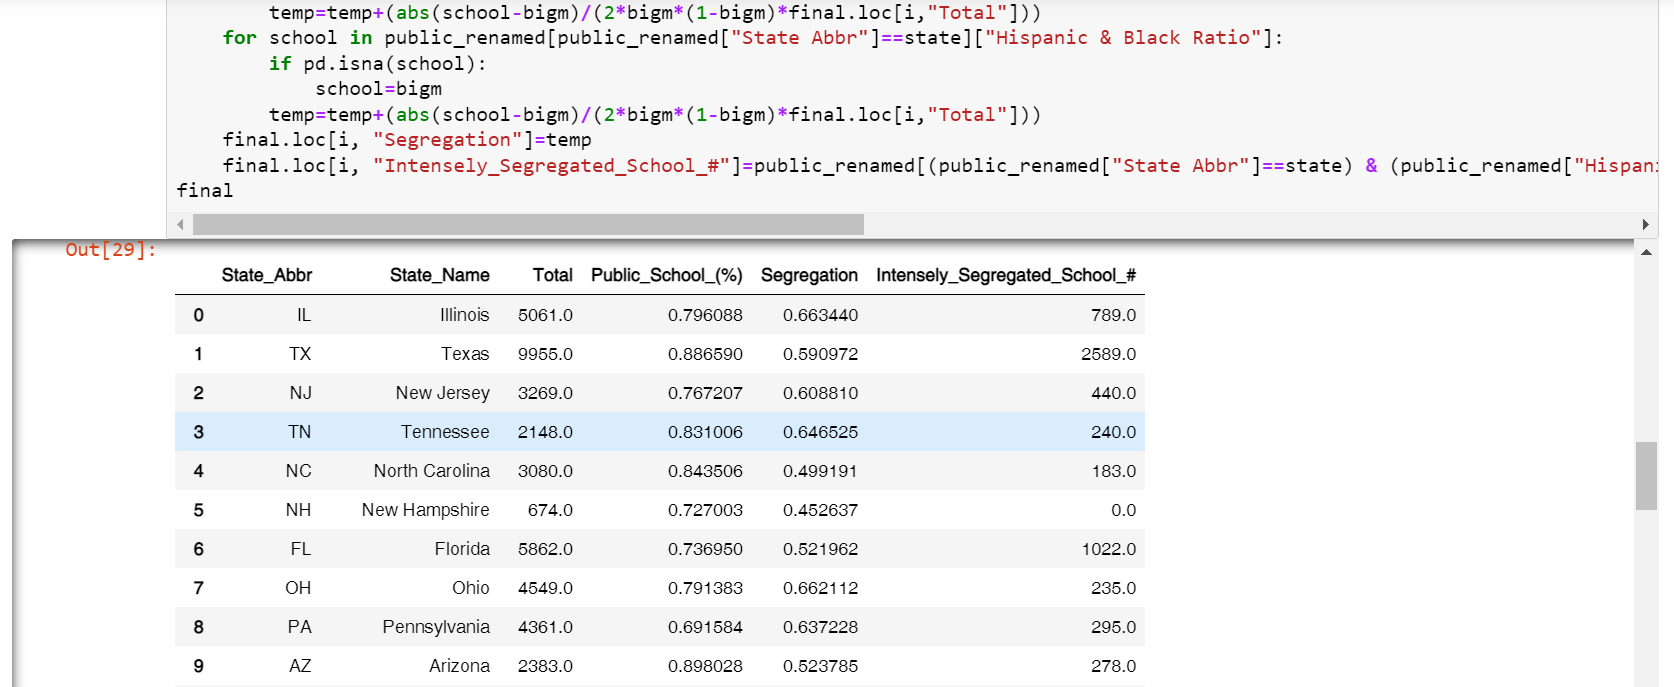 temp=temp+(abs(school-bigm)/(2*bigm*(1-bigm)*final.loc[i,"Total"]))
for school in public_renamed[public_renamed["State Abbr"]==state]["Hispanic & Black Ratio"]:
if pd.isna(school):
school=bigm
temp=temp+(abs(school-bigm)/(2*bigm*(1-bigm)*final.loc[i,"Total"]))
final.loc[i, "Segregation"]=temp
final.loc[i, "Intensely_Segregated_School_#"]=public_renamed[(public_renamed["State Abbr"]==state) & (public_renamed["Hispani
final
Out[29]:
State_Abbr State_Name Total Public_School_(%) Segregation Intensely_Segregated_School_#
0 IL Illinois 5061.0 0.796088 0.663440 789.0
1 TX Texas 9955.0 0.886590 0.590972 2589.0
2 NJ New Jersey 3269.0 0.767207 0.608810 440.0
3 TN Tennessee 2148.0 0.831006 0.646525 240.0
4 NC North Carolina 3080.0 0.843506 0.499191 183.0
5 NH New Hampshire 674.0 0.727003 0.452637 0.0
6 FL Florida 5862.0 0.736950 0.521962 1022.0
7 OH Ohio 4549.0 0.791383 0.662112 235.0
8 PA Pennsylvania 4361.0 0.691584 0.637228 295.0
9 AZ Arizona 2383.0 0.898028 0.523785 278.0